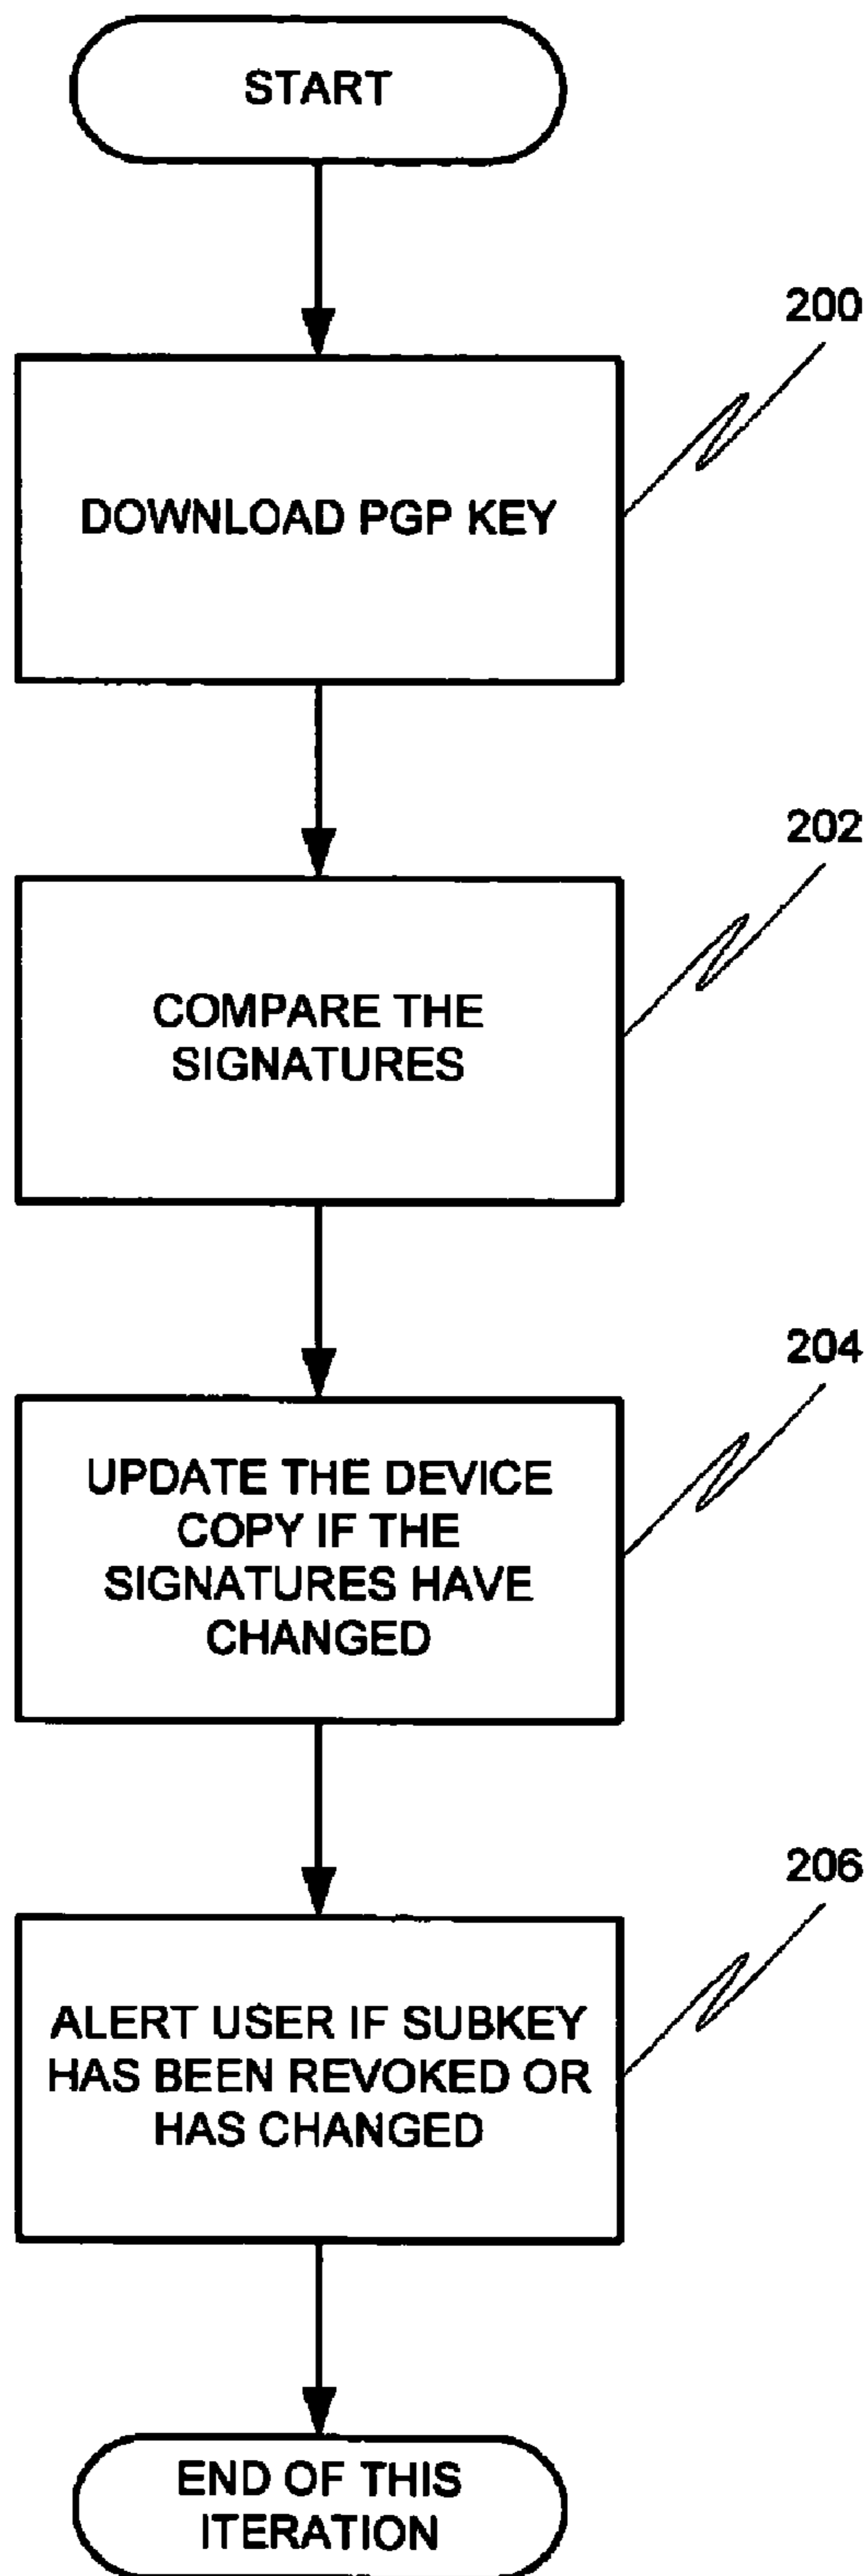 START
200
DOWNLOAD PGP KEY
202
COMPARE THE
SIGNATURES
204
UPDATE THE DEVICE
COPY IF THE
SIGNATURES HAVE
CHANGED
206
ALERT USER IF SUBKEY
HAS BEEN REVOKED OR
HAS CHANGED
END OF THIS
ITERATION